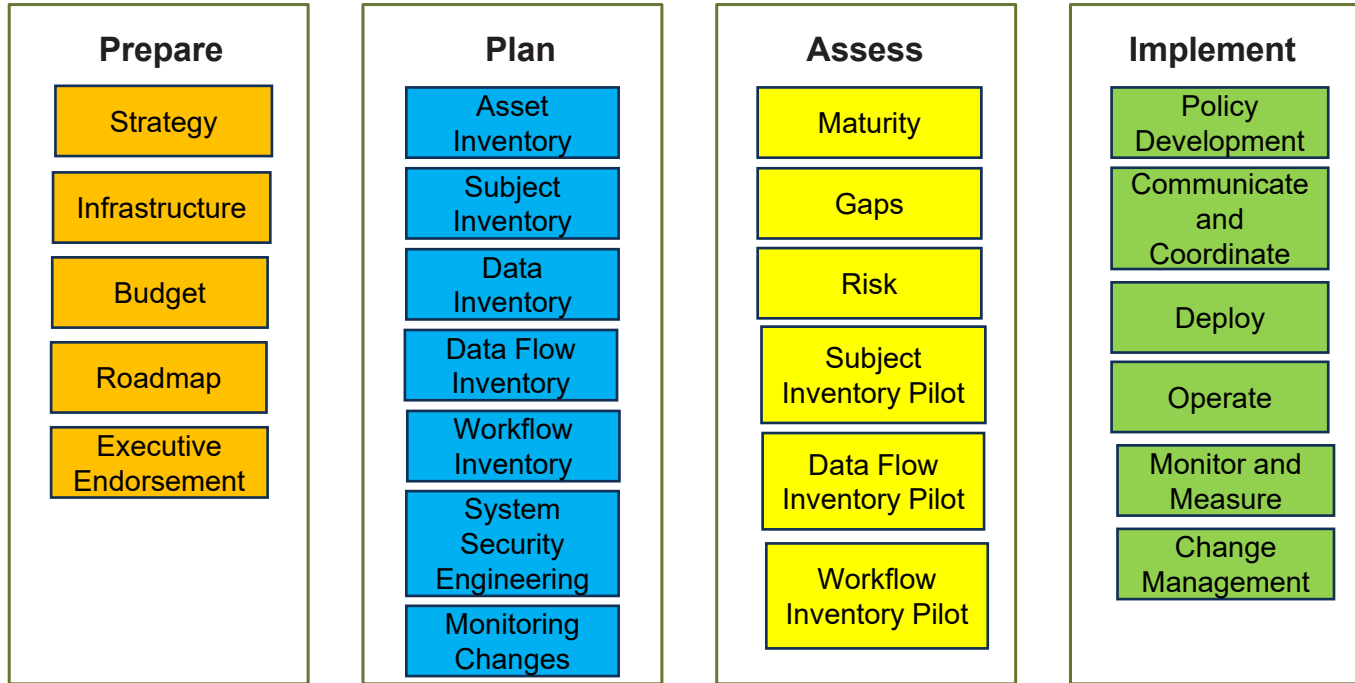 Prepare
Strategy
Infrastructure
Budget
Roadmap
Executive
Endorsement
Plan
Asset
Inventory
Subject
Inventory
Data
Inventory
Data Flow
Inventory
Workflow
Inventory
System
Security
Engineering
Monitoring
Changes
Assess
Maturity
Gaps
Risk
Subject
Inventory Pilot
Data Flow
Inventory Pilot
Workflow
Inventory Pilot
Implement
Policy
Development
Communicate
and
Coordinate
Deploy
Operate
Monitor and
Measure
Change
Management